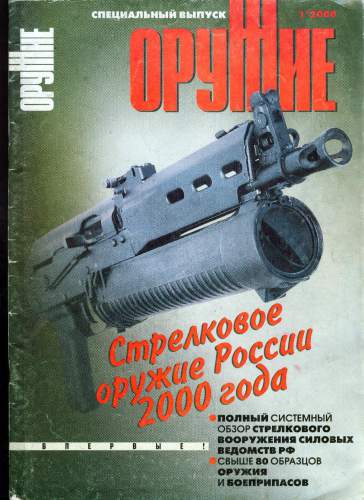 СПЕЦИАЛЬНЫЙ ВЫПУСК
1'2000
ОРУЖИЕ
ОРУЖИЕ
Стрелковое
оружие России
2000 года
ВПЕРВЫЕ!
• ПОЛНЫЙ СИСТЕМНЫЙ
ОБЗОР СТРЕЛКОВОГО
ВООРУЖЕНИЯ СИЛОВЫХ
ВЕДОМСТВ РФ
• СВЫШЕ 80 ОБРАЗЦОВ
ОРУЖИЯ
И БОЕПРИПАСОВ